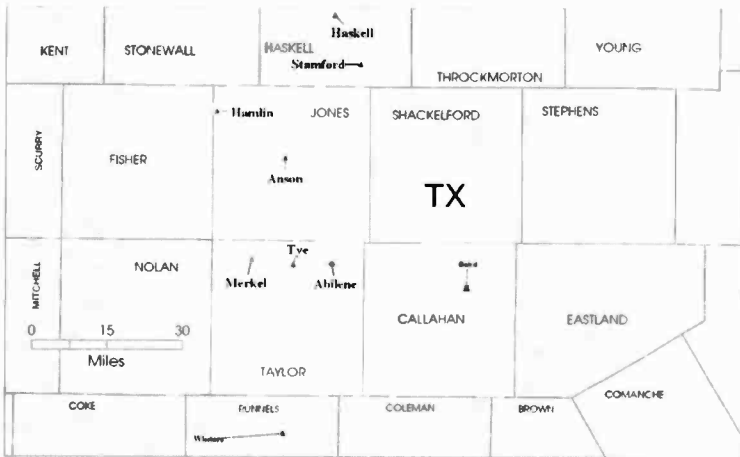 Haskell
KENT
STONEWALL
HASKELL
YOUNG
Stamford
THROCKMORTON
Hamlin
JONES
SHACKELFORD
STEPHENS
SCURRY
FISHER
Anson
TX
Tye
MITCHELL
NOLAN
Merkel
Abilene
Baird
0 15 30
Miles
CALLAHAN
EASTLAND
TAYLOR
COMANCHE
COKE
RUNNELS
COLEMAN
BROWN